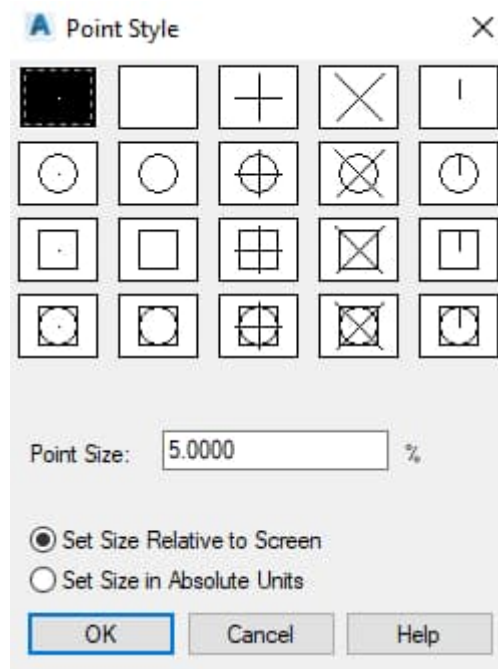 Point Style
Point Size: 5.0000 %
Set Size Relative to Screen
Set Size in Absolute Units
OK Cancel Help